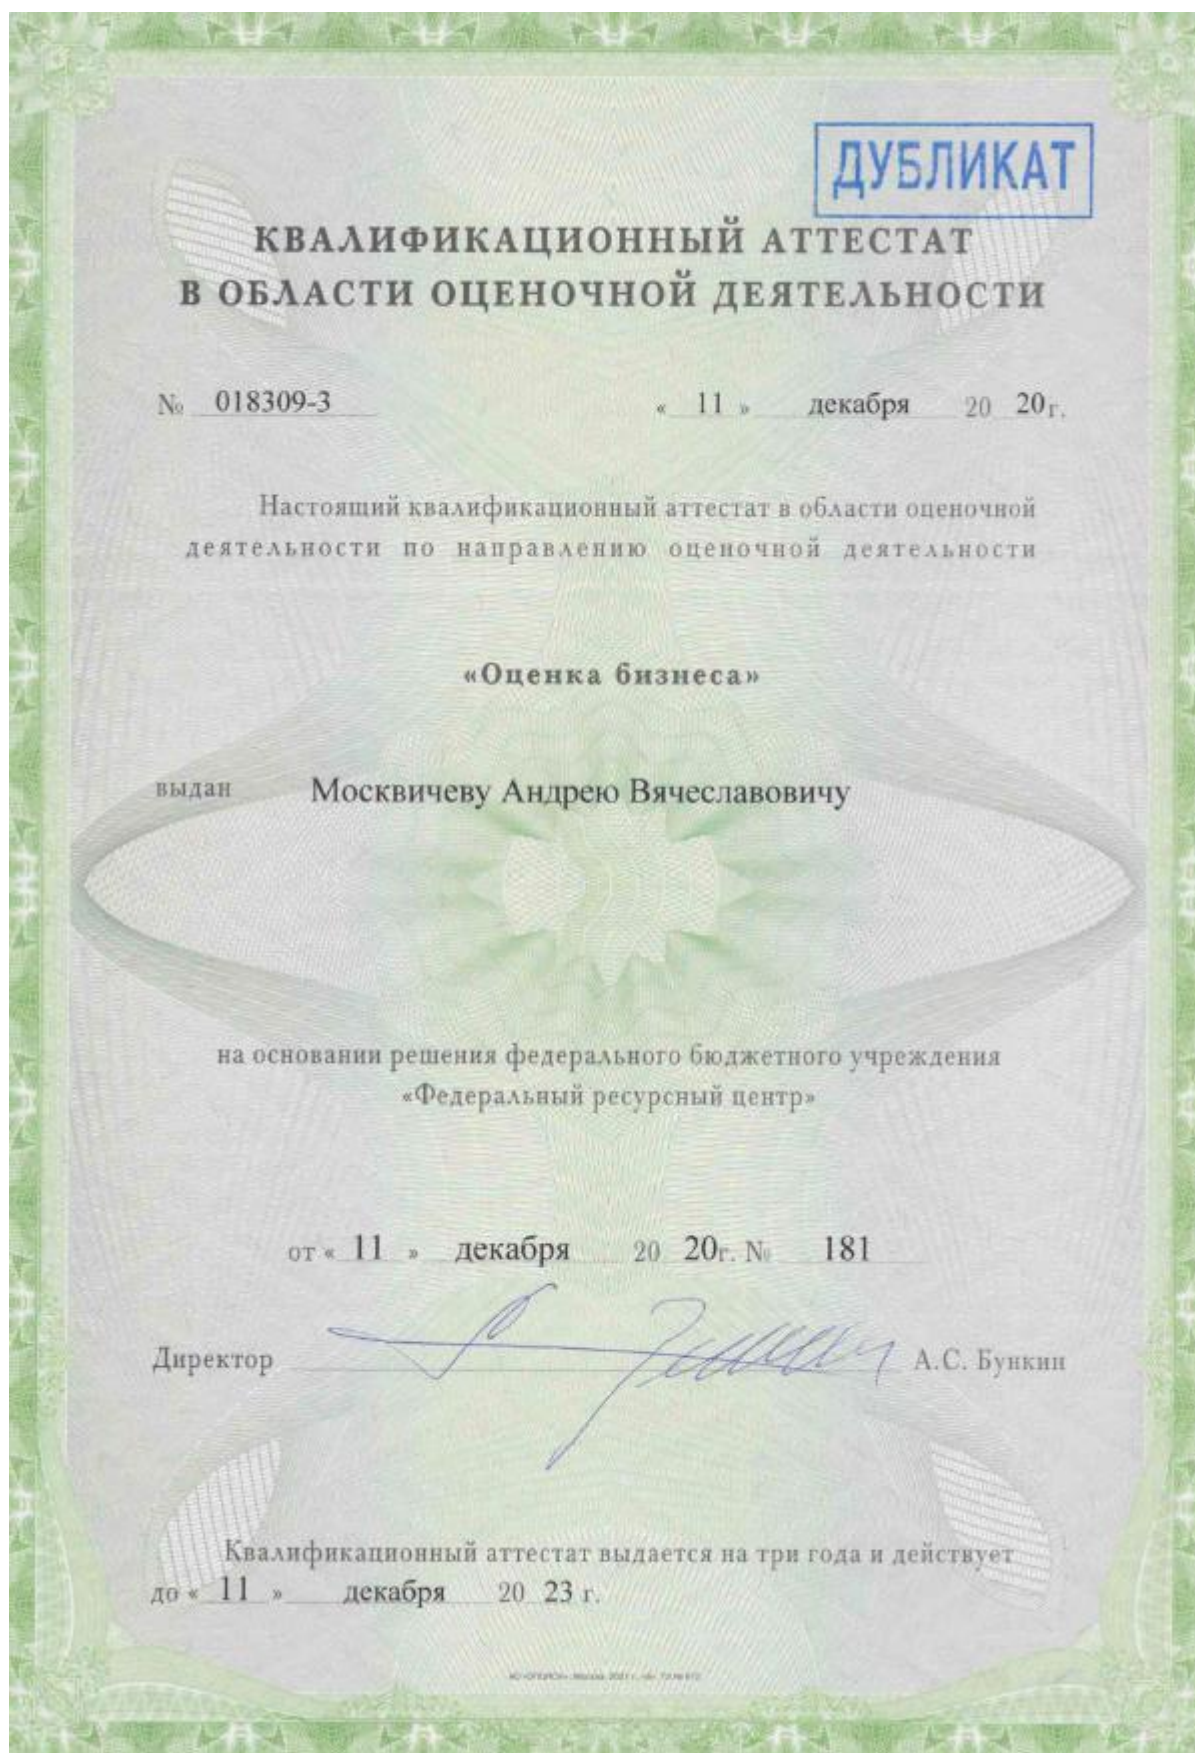 ДУБЛИКАТ
КВАЛИФИКАЦИОННЫЙ АТТЕСТАТ
В ОБЛАСТИ ОЦЕНОЧНОЙ ДЕЯТЕЛЬНОСТИ
№ 018309-3 « 11 » декабря 20 20г.
Настоящий квалификационный аттестат в области оценочной
деятельности по направлению оценочной деятельности
«Оценка бизнеса»
выдан Москвичеву Андрею Вячеславовичу
на основании решения федерального бюджетного учреждения
«Федеральный ресурсный центр»
от « 11 » декабря 20 20г. № 181
Директор А.С. Бункин
Квалификационный аттестат выдается на три года и действует
до « 11 » декабря 20 23 г.